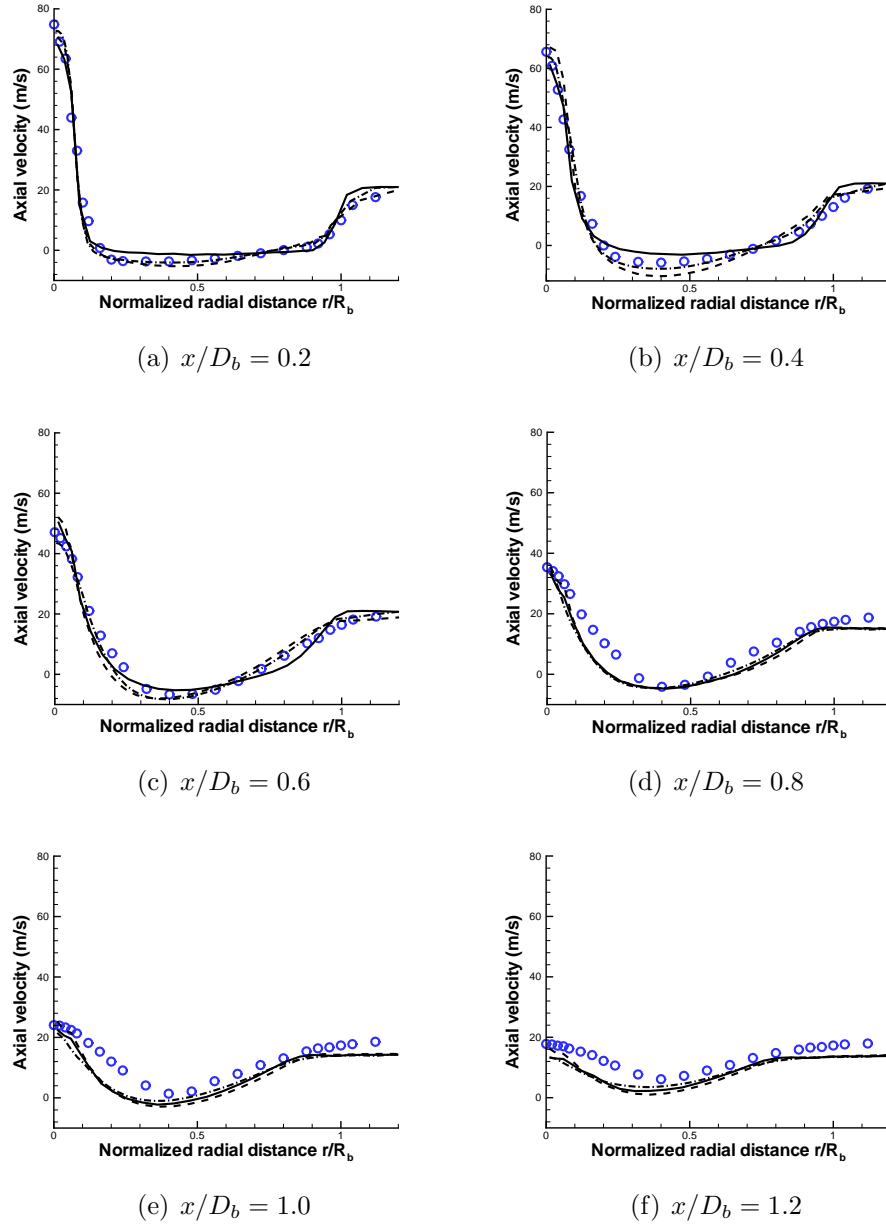 80
60
40
20
0
Axial velocity (m/s)
0
0.5
1
Normalized radial distance r/R_b
(a) x/D_b = 0.2
80
60
40
20
0
Axial velocity (m/s)
0
0.5
1
Normalized radial distance r/R_b
(b) x/D_b = 0.4
80
60
40
20
0
Axial velocity (m/s)
0
0.5
1
Normalized radial distance r/R_b
(c) x/D_b = 0.6
80
60
40
20
0
Axial velocity (m/s)
0
0.5
1
Normalized radial distance r/R_b
(d) x/D_b = 0.8
80
60
40
20
0
Axial velocity (m/s)
0
0.5
1
Normalized radial distance r/R_b
(e) x/D_b = 1.0
80
60
40
20
0
Axial velocity (m/s)
0
0.5
1
Normalized radial distance r/R_b
(f) x/D_b = 1.2